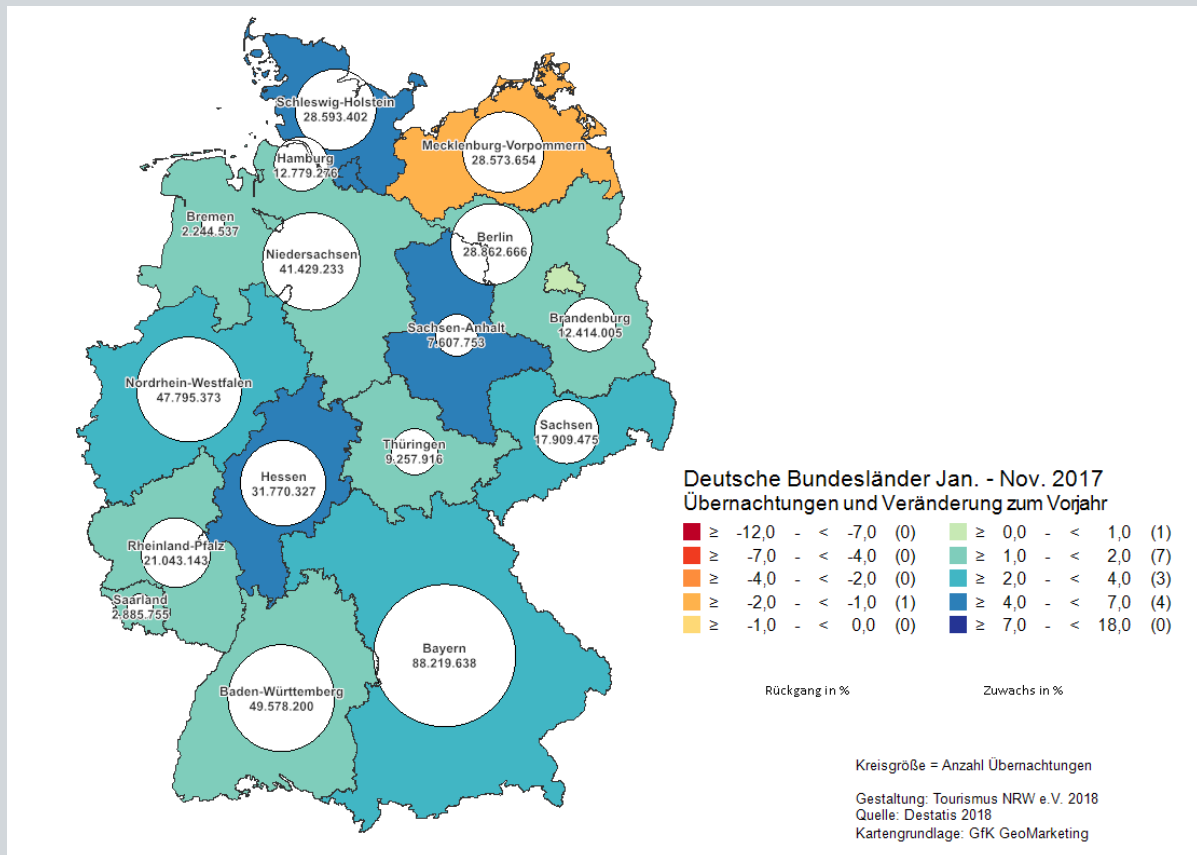 Schleswig-Holstein
28.593.402
Mecklenburg-Vorpommern
28.573.654
Hamburg
12.779.276
Bremen
2.244.537
Niedersachsen
41.429.233
Berlin
28.862.666
Brandenburg
12.414.005
Sachsen-Anhalt
7.607.753
Nordrhein-Westfalen
47.795.373
Sachsen
17.909.475
Thüringen
9.257.916
Hessen
31.770.327
Rheinland-Pfalz
21.043.143
Saarland
2.885.755
Bayern
88.219.638
Baden-Württemberg
49.578.200
Deutsche Bundesländer Jan. - Nov. 2017
Übernachtungen und Veränderung zum Vorjahr
≥ -12,0 - < -7,0 (0) ≥ 0,0 - < 1,0 (1)
≥ -7,0 - < -4,0 (0) ≥ 1,0 - < 2,0 (7)
≥ -4,0 - < -2,0 (0) ≥ 2,0 - < 4,0 (3)
≥ -2,0 - < -1,0 (1) ≥ 4,0 - < 7,0 (4)
≥ -1,0 - < 0,0 (0) ≥ 7,0 - < 18,0 (0)
Rückgang in % Zuwachs in %
Kreisgröße = Anzahl Übernachtungen
Gestaltung: Tourismus NRW e.V. 2018
Quelle: Destatis 2018
Kartengrundlage: GfK GeoMarketing